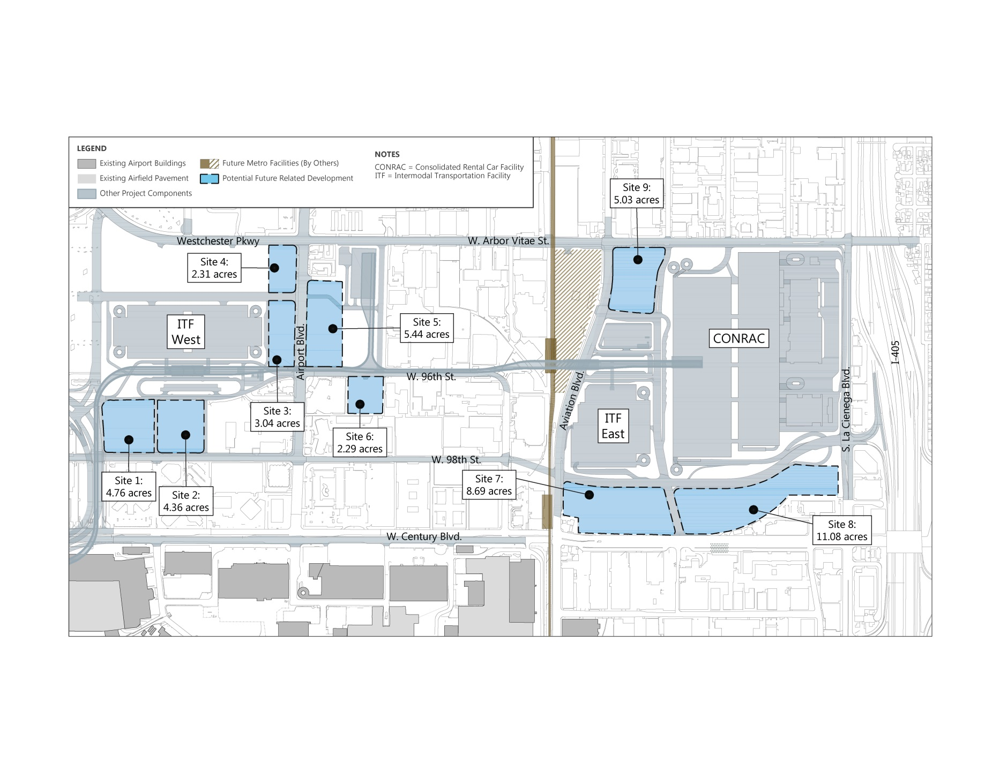 LEGEND
Existing Airport Buildings
Existing Airfield Pavement
Other Project Components
Future Metro Facilities (By Others)
Potential Future Related Development
NOTES
CONRAC = Consolidated Rental Car Facility
ITF = Intermodal Transportation Facility
Site 9:
5.03 acres
Westchester Pkwy
W. Arbor Vitae St.
Site 4:
2.31 acres
ITF
West
Site 5:
5.44 acres
Airport Blvd.
CONRAC
I-405
W. 96th St.
Aviation Blvd.
S. La Cienega Blvd.
Site 3:
3.04 acres
ITF
East
Site 6:
2.29 acres
W. 98th St.
Site 1:
4.76 acres
Site 2:
4.36 acres
Site 7:
8.69 acres
Site 8:
11.08 acres
W. Century Blvd.